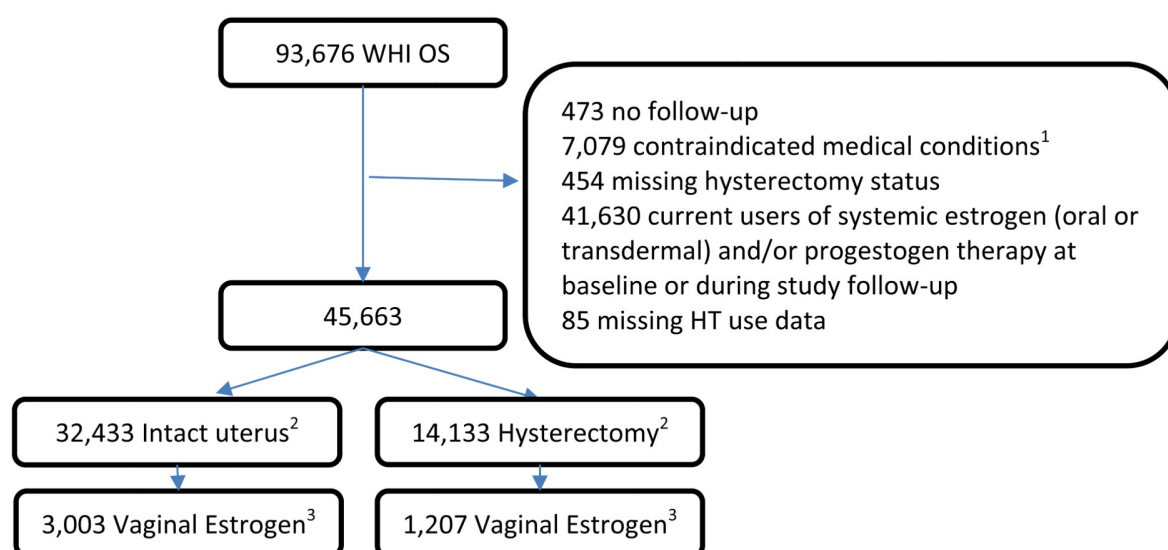 93,676 WHI OS
473 no follow-up
7,079 contraindicated medical conditions¹
454 missing hysterectomy status
41,630 current users of systemic estrogen (oral or
transdermal) and/or progestogen therapy at
baseline or during study follow-up
85 missing HT use data
45,663
32,433 Intact uterus²
14,133 Hysterectomy²
3,003 Vaginal Estrogen³
1,207 Vaginal Estrogen³